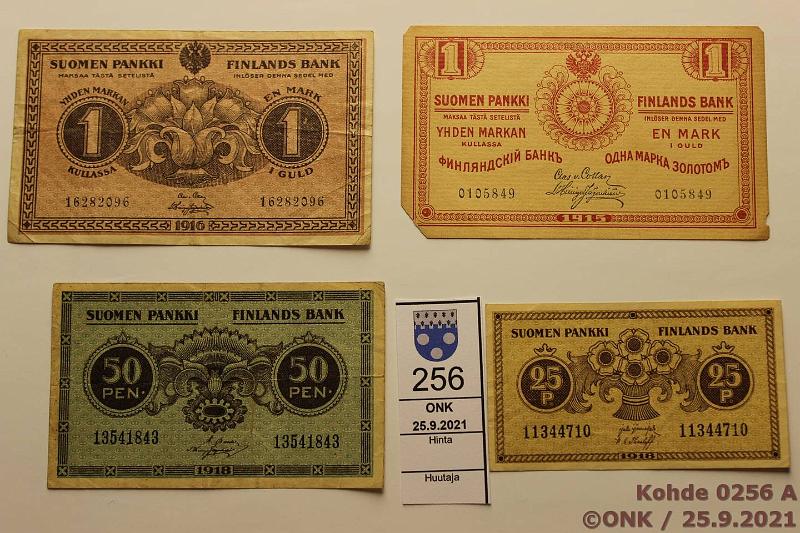 SUOMEN PANKKI FINLANDS BANK
MAKSAA TÄSTÄ SETELISTÄ INLÖSER DENNA SEDEL MED
YHDEN MARKAN EN MARK
1 1
KULLASSA I GULD
16282096 16282096
1916
1 1
SUOMEN PANKKI FINLANDS BANK
MAKSAA TÄSTÄ SETELISTÄ INLÖSER DENNA SEDEL MED
YHDEN MARKAN EN MARK
KULLASSA I GULD
ФИНЛЯНДСКІЙ БАНКЪ ОДНА МАРКА ЗОЛОТОМЪ
0105849 0105849
1915
SUOMEN PANKKI FINLANDS BANK
50 50
PEN. PEN.
13541843 13541843
1918
256
ONK
25.9.2021
Hinta
Huutaja
SUOMEN PANKKI FINLANDS BANK
25 25
P P
11344710 11344710
1918
Kohde 0256 A
©ONK / 25.9.2021